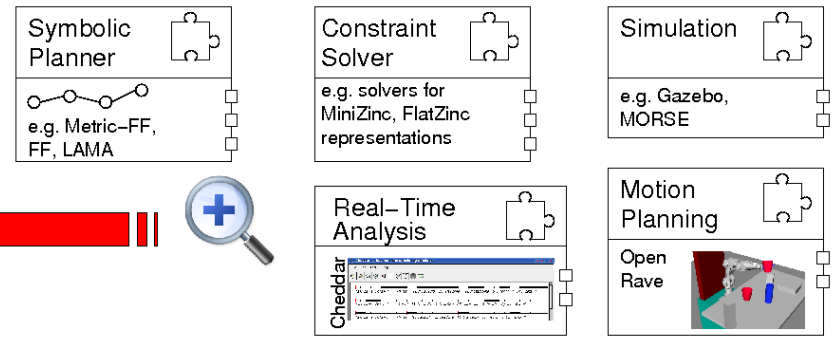 Symbolic
Planner
e.g. Metric-FF,
FF, LAMA
Constraint
Solver
e.g. solvers for
MiniZinc, FlatZinc
representations
Simulation
e.g. Gazebo,
MORSE
Real-Time
Analysis
Cheddar
Motion
Planning
Open
Rave